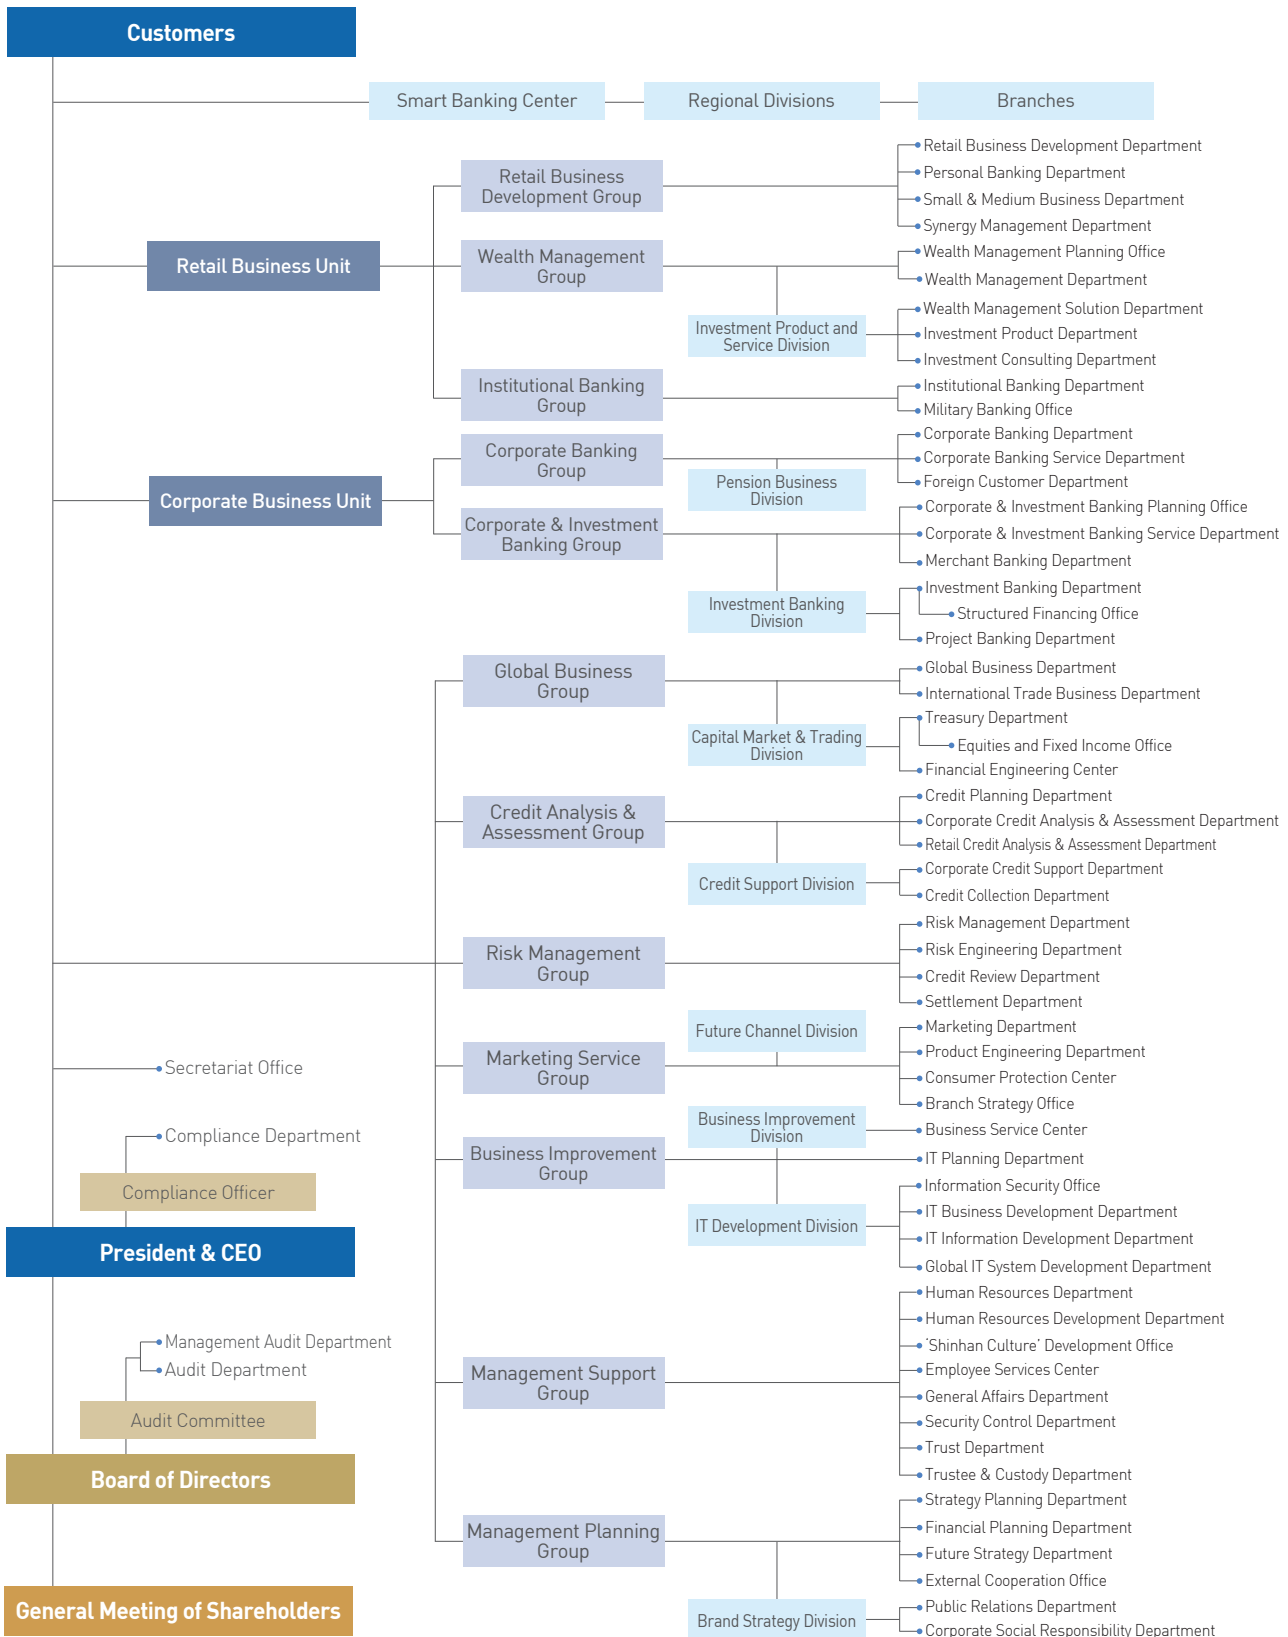 Customers
Smart Banking Center
Regional Divisions
Branches
Retail Business Unit
Retail Business
Development Group
Retail Business Development Department
Personal Banking Department
Small & Medium Business Department
Synergy Management Department
Wealth Management
Group
Wealth Management Planning Office
Wealth Management Department
Investment Product and
Service Division
Wealth Management Solution Department
Investment Product Department
Investment Consulting Department
Institutional Banking
Group
Institutional Banking Department
Military Banking Office
Corporate Business Unit
Corporate Banking
Group
Corporate Banking Department
Corporate Banking Service Department
Foreign Customer Department
Pension Business
Division
Corporate & Investment
Banking Group
Corporate & Investment Banking Planning Office
Corporate & Investment Banking Service Department
Merchant Banking Department
Investment Banking
Division
Investment Banking Department
Structured Financing Office
Project Banking Department
Global Business
Group
Global Business Department
International Trade Business Department
Capital Market & Trading
Division
Treasury Department
Equities and Fixed Income Office
Financial Engineering Center
Credit Analysis &
Assessment Group
Credit Planning Department
Corporate Credit Analysis & Assessment Department
Retail Credit Analysis & Assessment Department
Credit Support Division
Corporate Credit Support Department
Credit Collection Department
Risk Management
Group
Risk Management Department
Risk Engineering Department
Credit Review Department
Settlement Department
Future Channel Division
Marketing Service
Group
Marketing Department
Product Engineering Department
Consumer Protection Center
Branch Strategy Office
Business Improvement
Division
Business Service Center
Business Improvement
Group
IT Planning Department
IT Development Division
Information Security Office
IT Business Development Department
IT Information Development Department
Global IT System Development Department
Management Support
Group
Human Resources Department
Human Resources Development Department
‘Shinhan Culture’ Development Office
Employee Services Center
General Affairs Department
Security Control Department
Trust Department
Trustee & Custody Department
Management Planning
Group
Strategy Planning Department
Financial Planning Department
Future Strategy Department
External Cooperation Office
Brand Strategy Division
Public Relations Department
Corporate Social Responsibility Department
Secretariat Office
Compliance Department
Compliance Officer
President & CEO
Management Audit Department
Audit Department
Audit Committee
Board of Directors
General Meeting of Shareholders